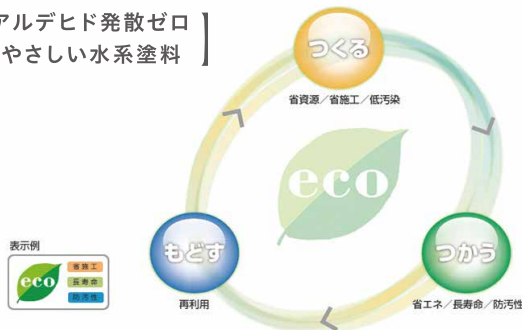 アルデヒド発散ゼロ
やさしい水系塗料】
つくる
省資源/省施工/低汚染
eco
もどす
再利用
つかう
省エネ/長寿命/防汚性
表示例
eco
省施工
長寿命
防汚性